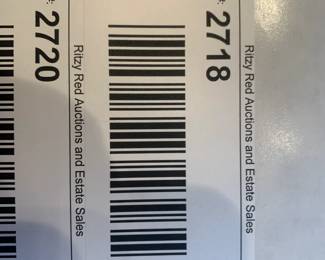 Ritzy Red Auctions and Estate Sales
: 2718
Ritzy Red Auctions and Estate Sales
: 2720